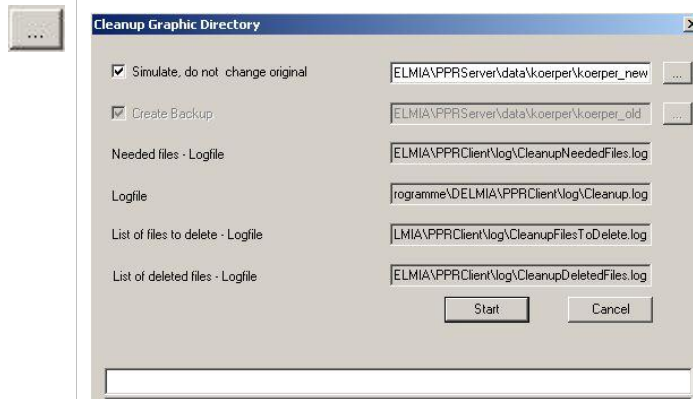 ...
Cleanup Graphic Directory
Simulate, do not change original
ELMIA\PPRServer\data\koerper\koerper_new
...
Create Backup
ELMIA\PPRServer\data\koerper\koerper_old
...
Needed files - Logfile
ELMIA\PPRClient\log\CleanupNeededFiles.log
Logfile
rogramme\DELMIA\PPRClient\log\Cleanup.log
List of files to delete - Logfile
LMIA\PPRClient\log\CleanupFilesToDelete.log
List of deleted files - Logfile
ELMIA\PPRClient\log\CleanupDeletedFiles.log
Start
Cancel